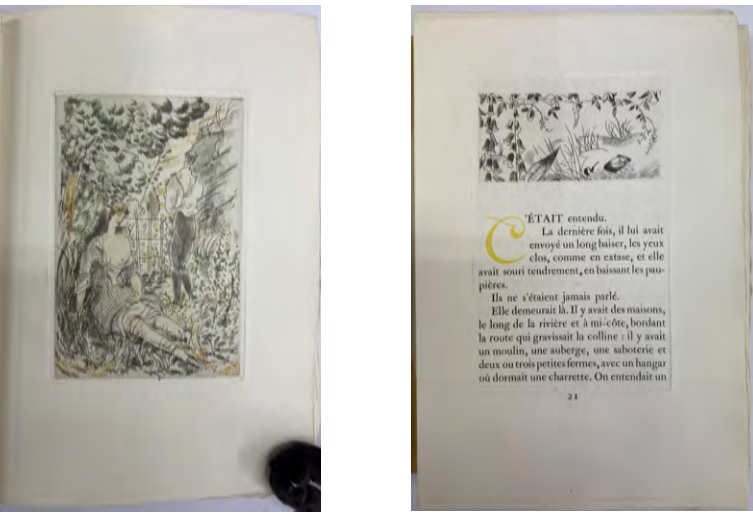 C'ÉTAIT entendu.
La dernière fois, il lui avait
envoyé un long baiser, les yeux
clos, comme en extase, et elle
avait souri tendrement, en baissant les pau-
pières.
Ils ne s'étaient jamais parlé.
Elle demeurait là. Il y avait des maisons,
le long de la rivière et à mi-côte, bordant
la route qui gravissait la colline : il y avait
un moulin, une auberge, une saboterie et
deux ou trois petites fermes, avec un hangar
où dormait une charrette. On entendait un
21